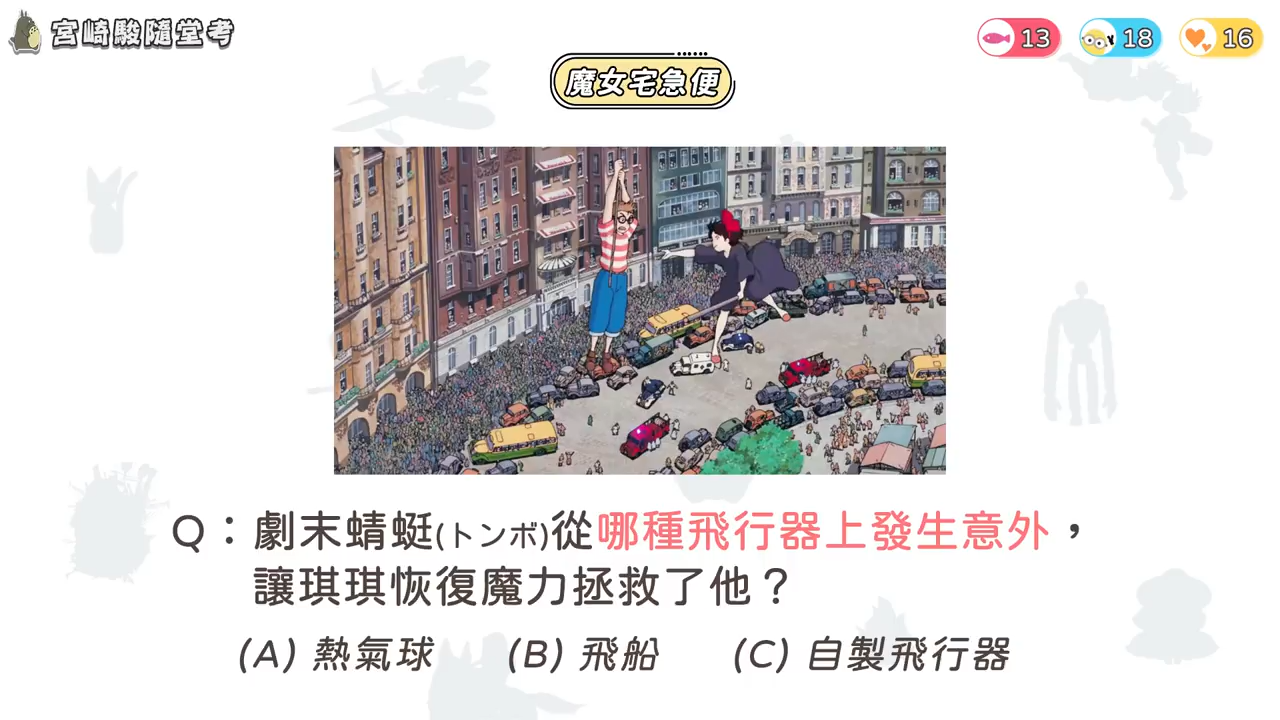 宮崎駿隨堂考
13
18
16
魔女宅急便
Q：劇末蜻蜓(トンボ)從哪種飛行器上發生意外，
讓琪琪恢復魔力拯救了他？
(A) 熱氣球 (B) 飛船 (C) 自製飛行器